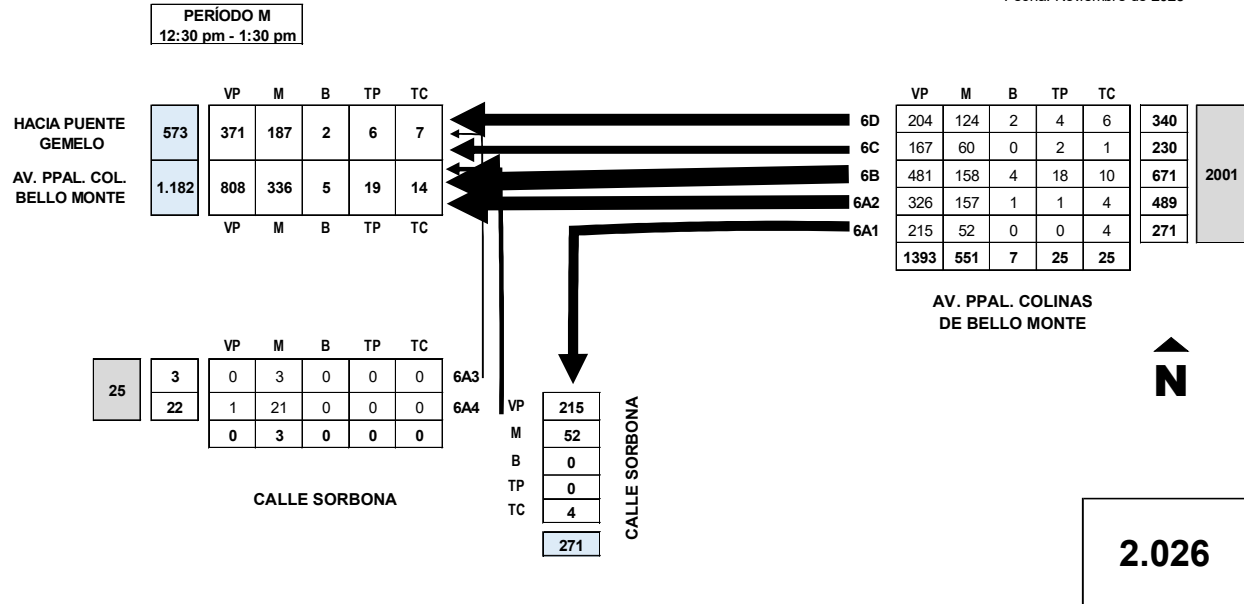 PERÍODO M
12:30 pm - 1:30 pm
VP M B TP TC
HACIA PUENTE
GEMELO
573 371 187 2 6 7
AV. PPAL. COL.
BELLO MONTE
1.182 808 336 5 19 14
VP M B TP TC
VP M B TP TC
6D 204 124 2 4 6 340
6C 167 60 0 2 1 230
6B 481 158 4 18 10 671
6A2 326 157 1 1 4 489
6A1 215 52 0 0 4 271
1393 551 7 25 25
2001
AV. PPAL. COLINAS
DE BELLO MONTE
N
VP M B TP TC
25
3 0 3 0 0 0 6A3
22 1 21 0 0 0 6A4
0 3 0 0 0
CALLE SORBONA
VP 215
M 52
B 0
TP 0
TC 4
271
CALLE SORBONA
2.026